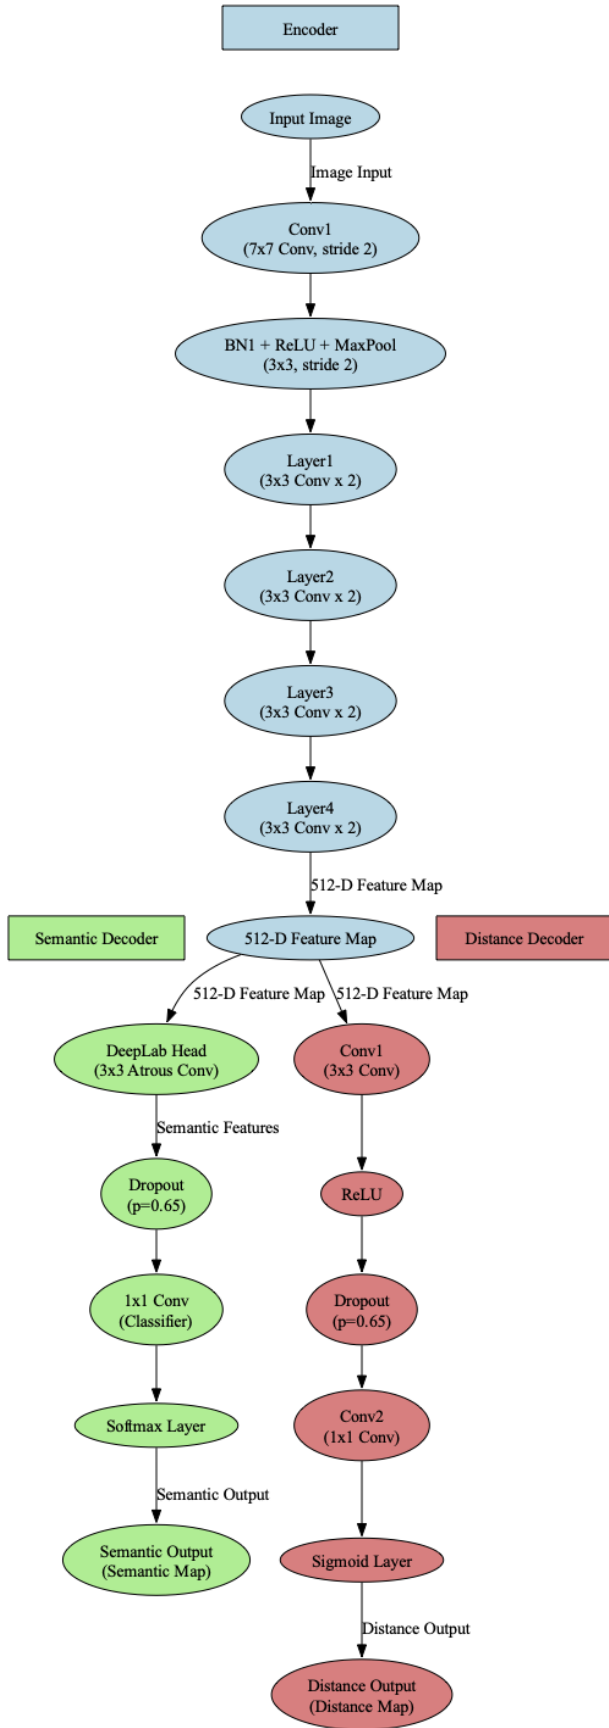 Encoder
Input Image
Image Input
Conv1
(7x7 Conv, stride 2)
BN1 + ReLU + MaxPool
(3x3, stride 2)
Layer1
(3x3 Conv x 2)
Layer2
(3x3 Conv x 2)
Layer3
(3x3 Conv x 2)
Layer4
(3x3 Conv x 2)
512-D Feature Map
Semantic Decoder
512-D Feature Map
Distance Decoder
512-D Feature Map
512-D Feature Map
DeepLab Head
(3x3 Atrous Conv)
Semantic Features
Dropout
(p=0.65)
1x1 Conv
(Classifier)
Softmax Layer
Semantic Output
Semantic Output
(Semantic Map)
Conv1
(3x3 Conv)
ReLU
Dropout
(p=0.65)
Conv2
(1x1 Conv)
Sigmoid Layer
Distance Output
Distance Output
(Distance Map)